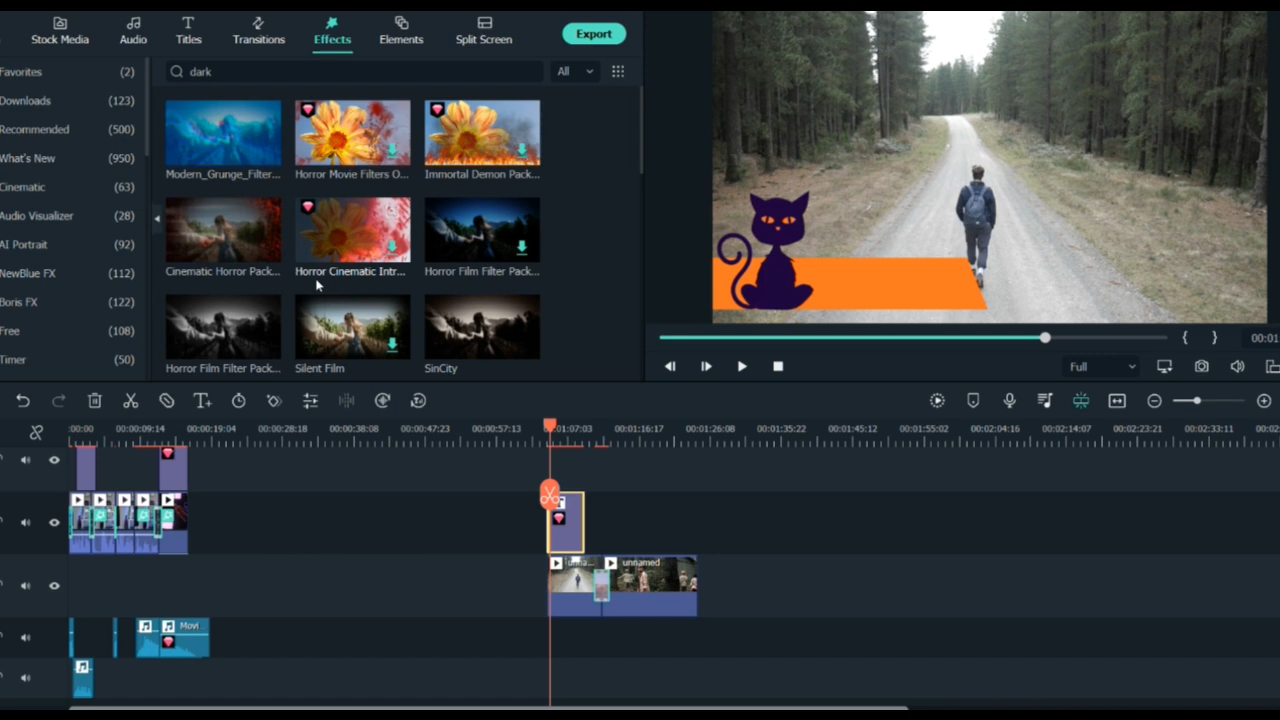 Stock Media
Audio
Titles
Transitions
Effects
Elements
Split Screen
Export
Favorites (2)
Downloads (123)
Recommended (500)
What's New (950)
Cinematic (63)
Audio Visualizer (28)
AI Portrait (92)
NewBlue FX (112)
Boris FX (122)
Free (108)
Timer (50)
dark
All
Modern_Grunge_Filter...
Horror Movie Filters O...
Immortal Demon Pack...
Cinematic Horror Pack...
Horror Cinematic Intr...
Horror Film Filter Pack...
Horror Film Filter Pack...
Silent Film
SinCity
{ }
00:01
Full
:00:00 00:00:09:14 00:00:19:04 00:00:28:18 00:00:38:08 00:00:47:23 00:00:57:13 :01:07:03 00:01:16:17 00:01:26:08 00:01:35:22 00:01:45:12 00:01:55:02 00:02:04:16 00:02:14:07 00:02:23:21 00:02:33:11 00:02:
unnamed
Movi...